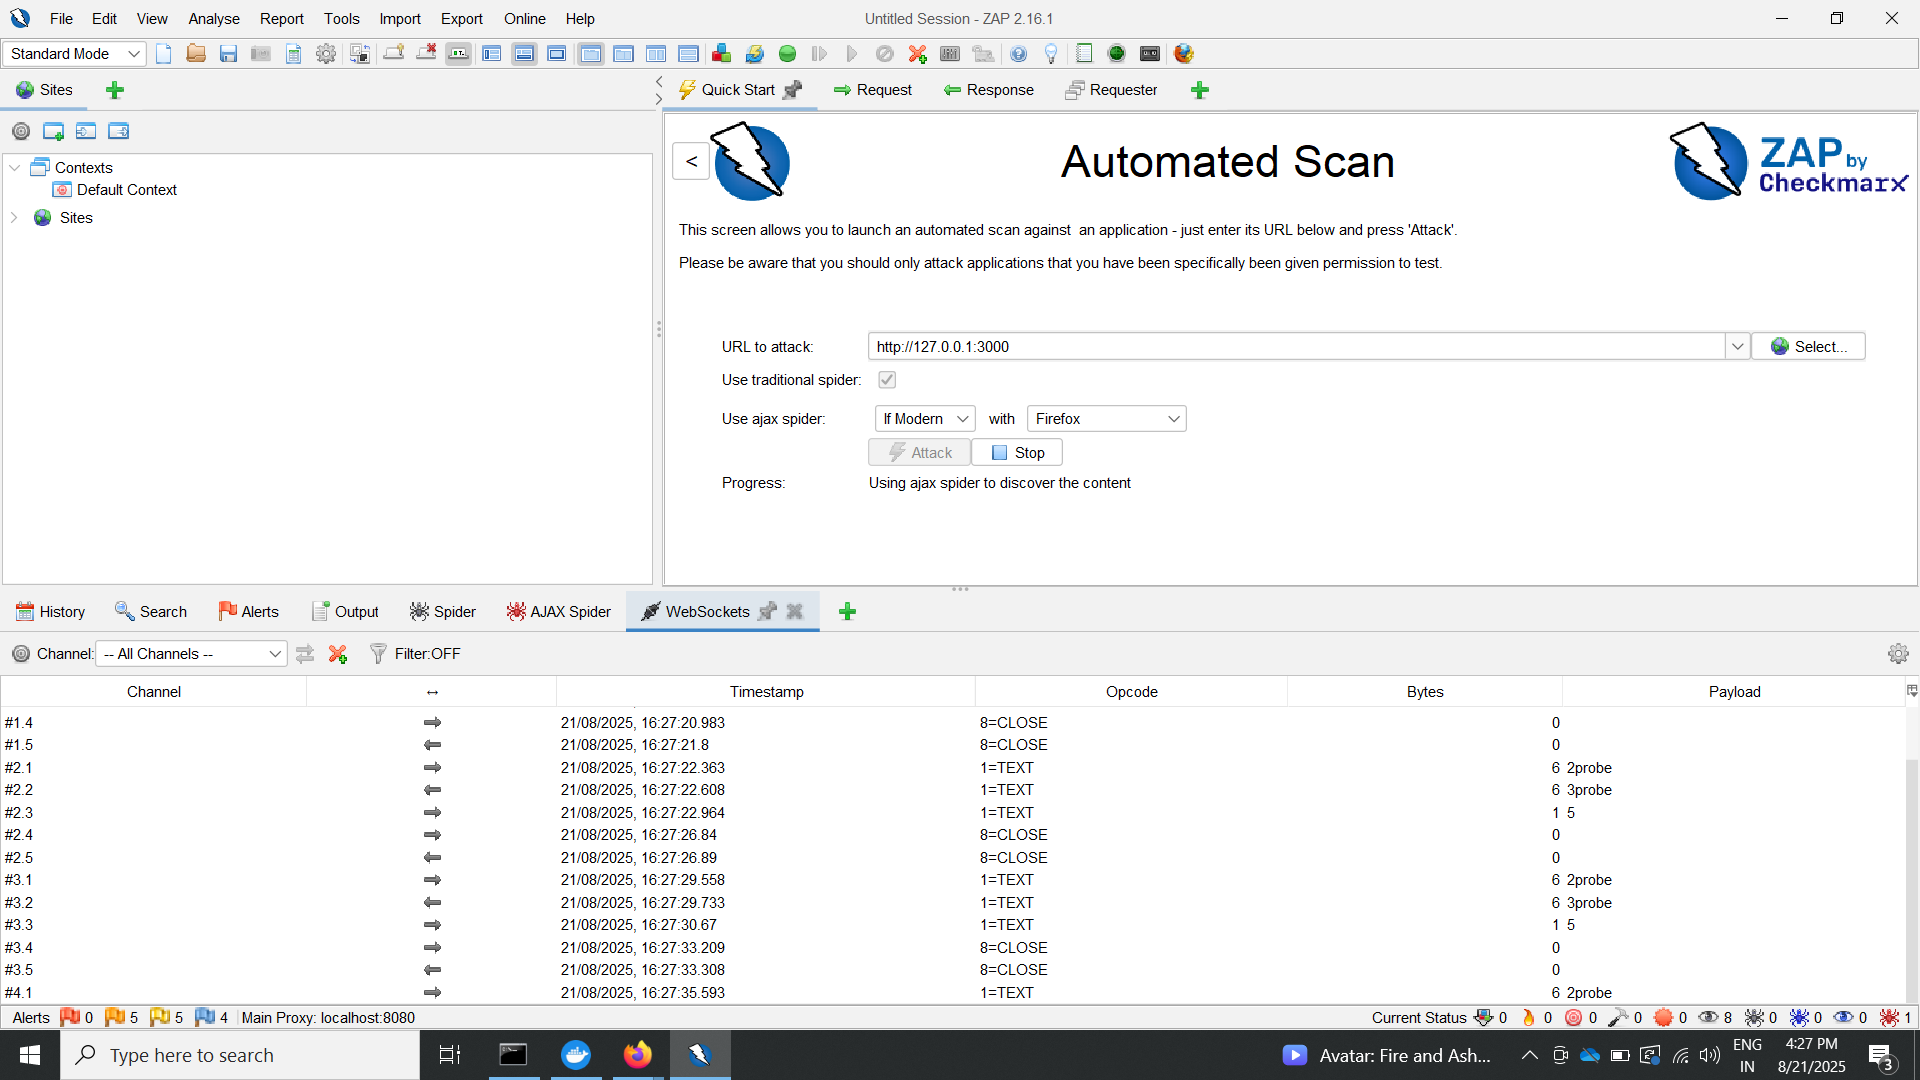 File Edit View Analyse Report Tools Import Export Online Help
Untitled Session - ZAP 2.16.1
Standard Mode
Sites
Quick Start Request Response Requester
<
Automated Scan
ZAP by
Checkmarx
Contexts
Default Context
Sites
This screen allows you to launch an automated scan against  an application - just enter its URL below and press 'Attack'.
Please be aware that you should only attack applications that you have been specifically been given permission to test.
URL to attack: http://127.0.0.1:3000 Select...
Use traditional spider:
Use ajax spider: If Modern with Firefox
Attack Stop
Progress: Using ajax spider to discover the content
History Search Alerts Output Spider AJAX Spider WebSockets
Channel: -- All Channels -- Filter:OFF
Channel ↔ Timestamp Opcode Bytes Payload
#1.4 21/08/2025, 16:27:20.983 8=CLOSE 0
#1.5 21/08/2025, 16:27:21.8 8=CLOSE 0
#2.1 21/08/2025, 16:27:22.363 1=TEXT 6 2probe
#2.2 21/08/2025, 16:27:22.608 1=TEXT 6 3probe
#2.3 21/08/2025, 16:27:22.964 1=TEXT 1 5
#2.4 21/08/2025, 16:27:26.84 8=CLOSE 0
#2.5 21/08/2025, 16:27:26.89 8=CLOSE 0
#3.1 21/08/2025, 16:27:29.558 1=TEXT 6 2probe
#3.2 21/08/2025, 16:27:29.733 1=TEXT 6 3probe
#3.3 21/08/2025, 16:27:30.67 1=TEXT 1 5
#3.4 21/08/2025, 16:27:33.209 8=CLOSE 0
#3.5 21/08/2025, 16:27:33.308 8=CLOSE 0
#4.1 21/08/2025, 16:27:35.593 1=TEXT 6 2probe
Alerts 0 5 5 4 Main Proxy: localhost:8080 Current Status 0 0 0 0 0 8 0 0 0 1
Type here to search Avatar: Fire and Ash... ENG 4:27 PM
IN 8/21/2025 3